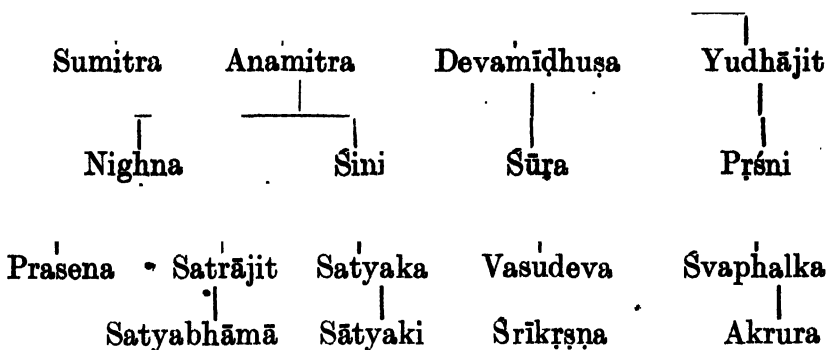 Sumitra Anamitra Devamīḍhuṣa Yudhājit
Nighna Śini Śūra Pṛśni
Prasena Satrājit Satyaka Vasudeva Śvaphalka
Satyabhāmā Sātyaki Śrīkṛṣṇa Akrura